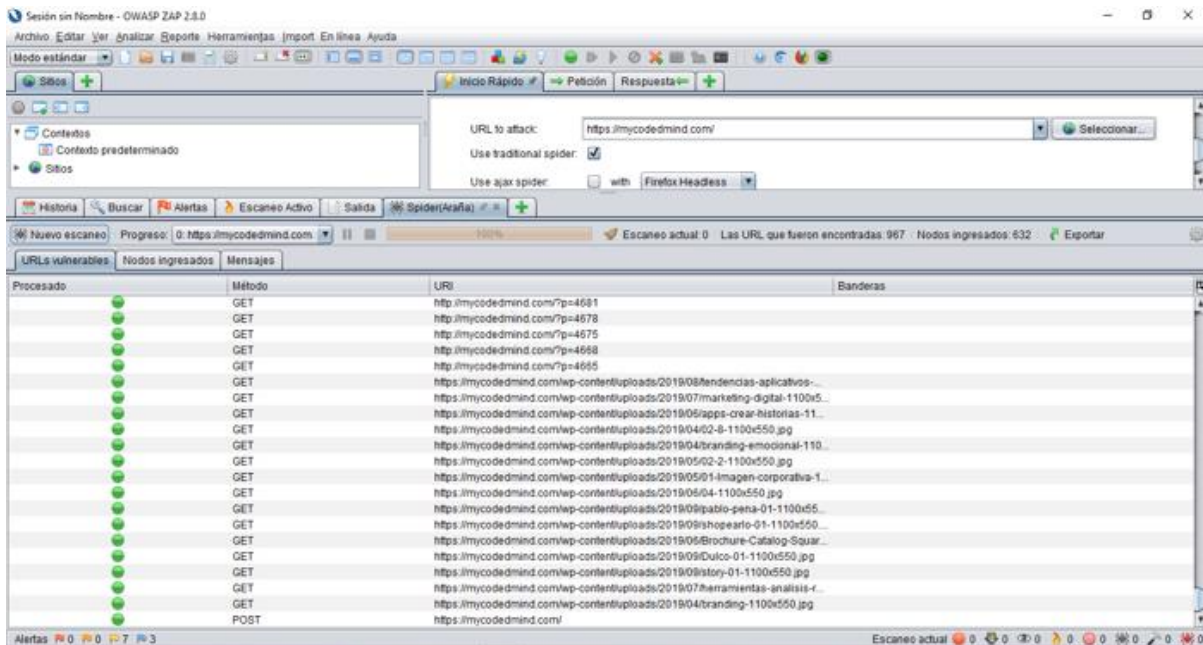 Sesión sin Nombre - OWASP ZAP 2.8.0
Archivo Editar Ver Analizar Reporte Herramientas Import En línea Ayuda
Modo estándar
Sitios
Inicio Rápido
Petición
Respuesta
Contextos
Contexto predeterminado
Sitios
URL to attack: https://mycodedmind.com/ Seleccionar...
Use traditional spider:
Use ajax spider: with Firefox Headless
Historia Buscar Alertas Escaneo Activo Salida Spider(Araña)
Nuevo escaneo Progreso: 0: https://mycodedmind.com 100% Escaneo actual: 0 Las URL que fueron encontradas: 967 Nodos ingresados: 632 Exportar
URLs vulnerables Nodos ingresados Mensajes
Procesado Método URI Banderas
GET http://mycodedmind.com/?p=4681
GET http://mycodedmind.com/?p=4678
GET http://mycodedmind.com/?p=4675
GET http://mycodedmind.com/?p=4668
GET http://mycodedmind.com/?p=4665
GET https://mycodedmind.com/wp-content/uploads/2019/08/tendencias-aplicativos-...
GET https://mycodedmind.com/wp-content/uploads/2019/07/marketing-digital-1100x5...
GET https://mycodedmind.com/wp-content/uploads/2019/06/apps-crear-historias-11...
GET https://mycodedmind.com/wp-content/uploads/2019/04/02-8-1100x550.jpg
GET https://mycodedmind.com/wp-content/uploads/2019/04/branding-emocional-110...
GET https://mycodedmind.com/wp-content/uploads/2019/05/02-2-1100x550.jpg
GET https://mycodedmind.com/wp-content/uploads/2019/05/01-Imagen-corporativa-1...
GET https://mycodedmind.com/wp-content/uploads/2019/06/04-1100x550.jpg
GET https://mycodedmind.com/wp-content/uploads/2019/09/pablo-pena-01-1100x55...
GET https://mycodedmind.com/wp-content/uploads/2019/09/shopearlo-01-1100x550...
GET https://mycodedmind.com/wp-content/uploads/2019/06/Brochure-Catalog-Squar...
GET https://mycodedmind.com/wp-content/uploads/2019/09/Dulco-01-1100x550.jpg
GET https://mycodedmind.com/wp-content/uploads/2019/09/story-01-1100x550.jpg
GET https://mycodedmind.com/wp-content/uploads/2019/07/herramientas-analisis-r...
GET https://mycodedmind.com/wp-content/uploads/2019/04/branding-1100x550.jpg
POST https://mycodedmind.com/
Alertas 0 0 7 3 Escaneo actual 0 0 0 0 0 0 0 0